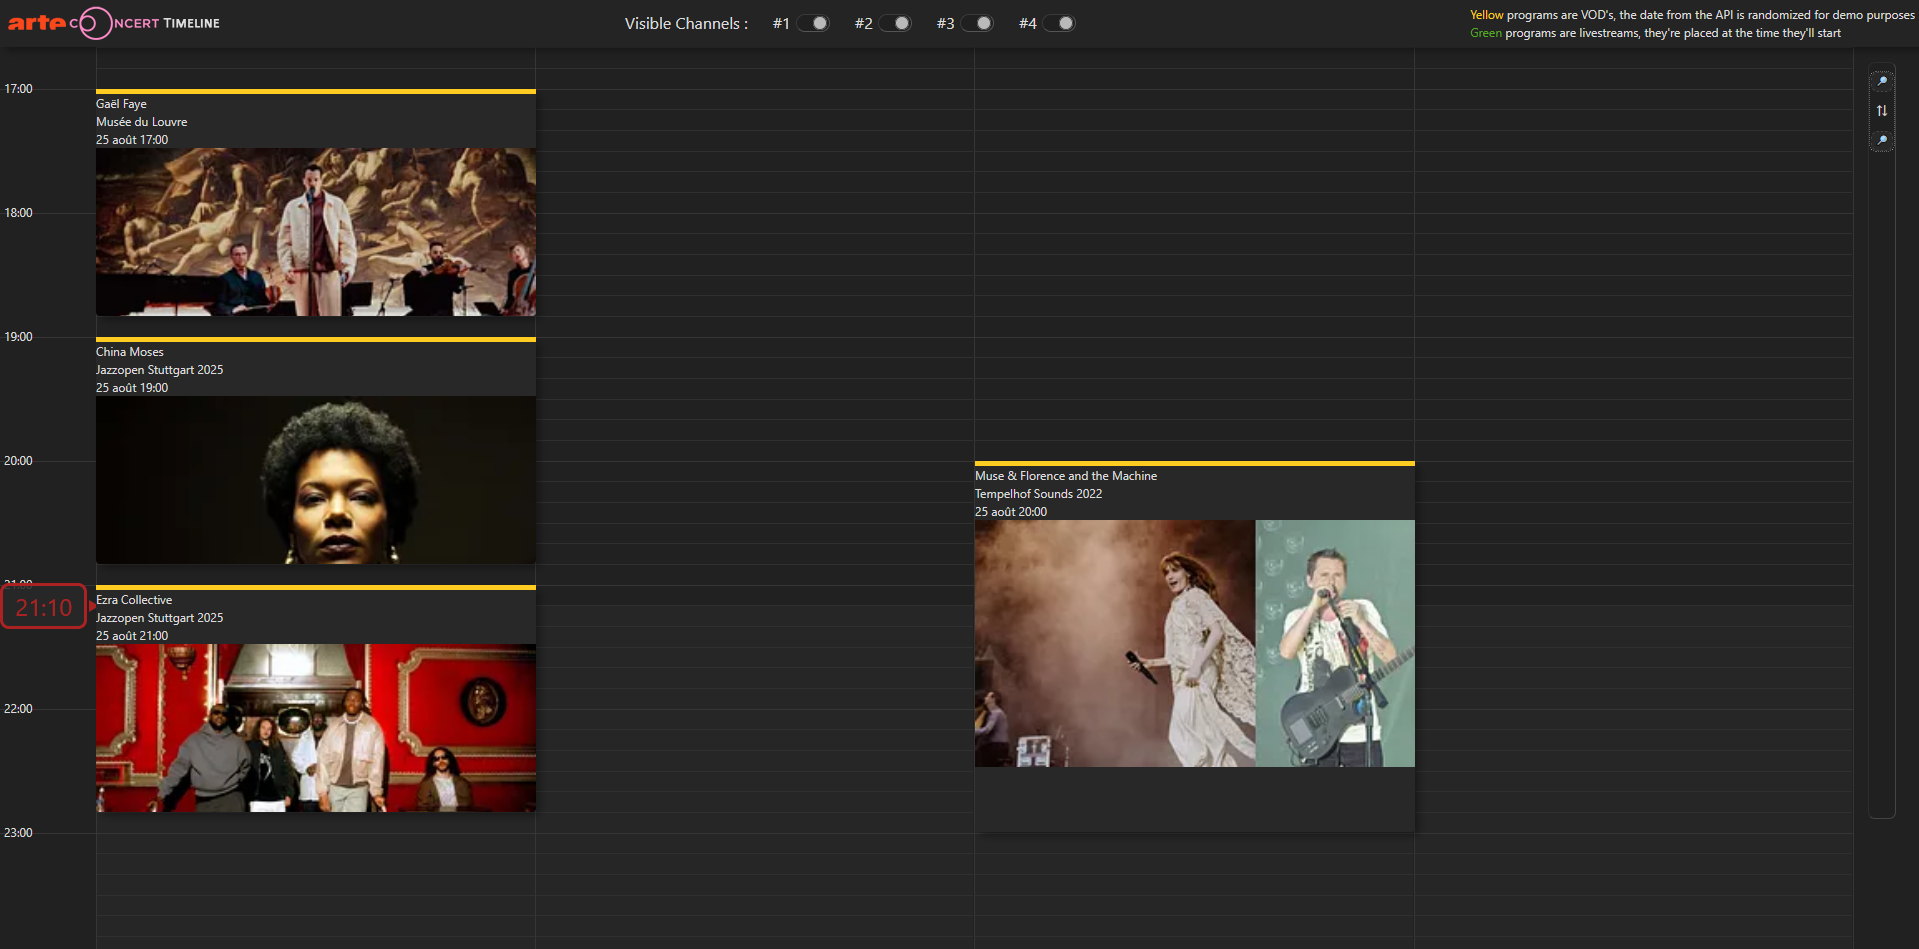 arte CONCERT TIMELINE
Visible Channels : #1 #2 #3 #4
Yellow programs are VOD's, the date from the API is randomized for demo purposes
Green programs are livestreams, they're placed at the time they'll start
17:00
Gaël Faye
Musée du Louvre
25 août 17:00
18:00
19:00
China Moses
Jazzopen Stuttgart 2025
25 août 19:00
20:00
Muse & Florence and the Machine
Tempelhof Sounds 2022
25 août 20:00
21:00
21:10
Ezra Collective
Jazzopen Stuttgart 2025
25 août 21:00
22:00
23:00